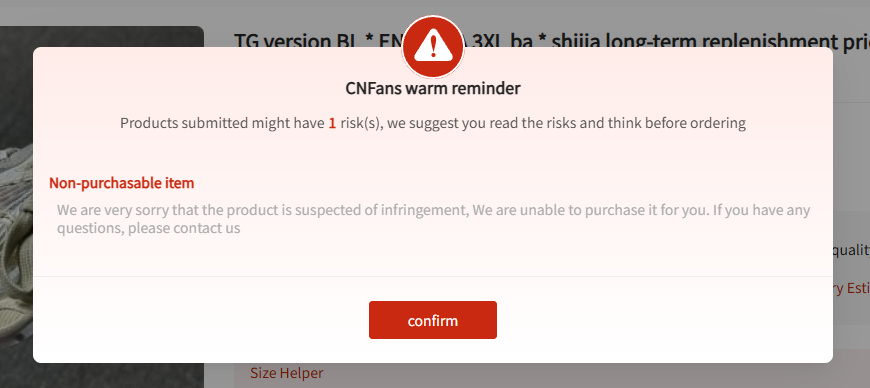 TG version BL * EN 3XL ba * shijia long-term replenishment pri
CNFans warm reminder
Products submitted might have 1 risk(s), we suggest you read the risks and think before ordering
Non-purchasable item
We are very sorry that the product is suspected of infringement, We are unable to purchase it for you. If you have any
questions, please contact us
quality
ry Esti
confirm
Size Helper